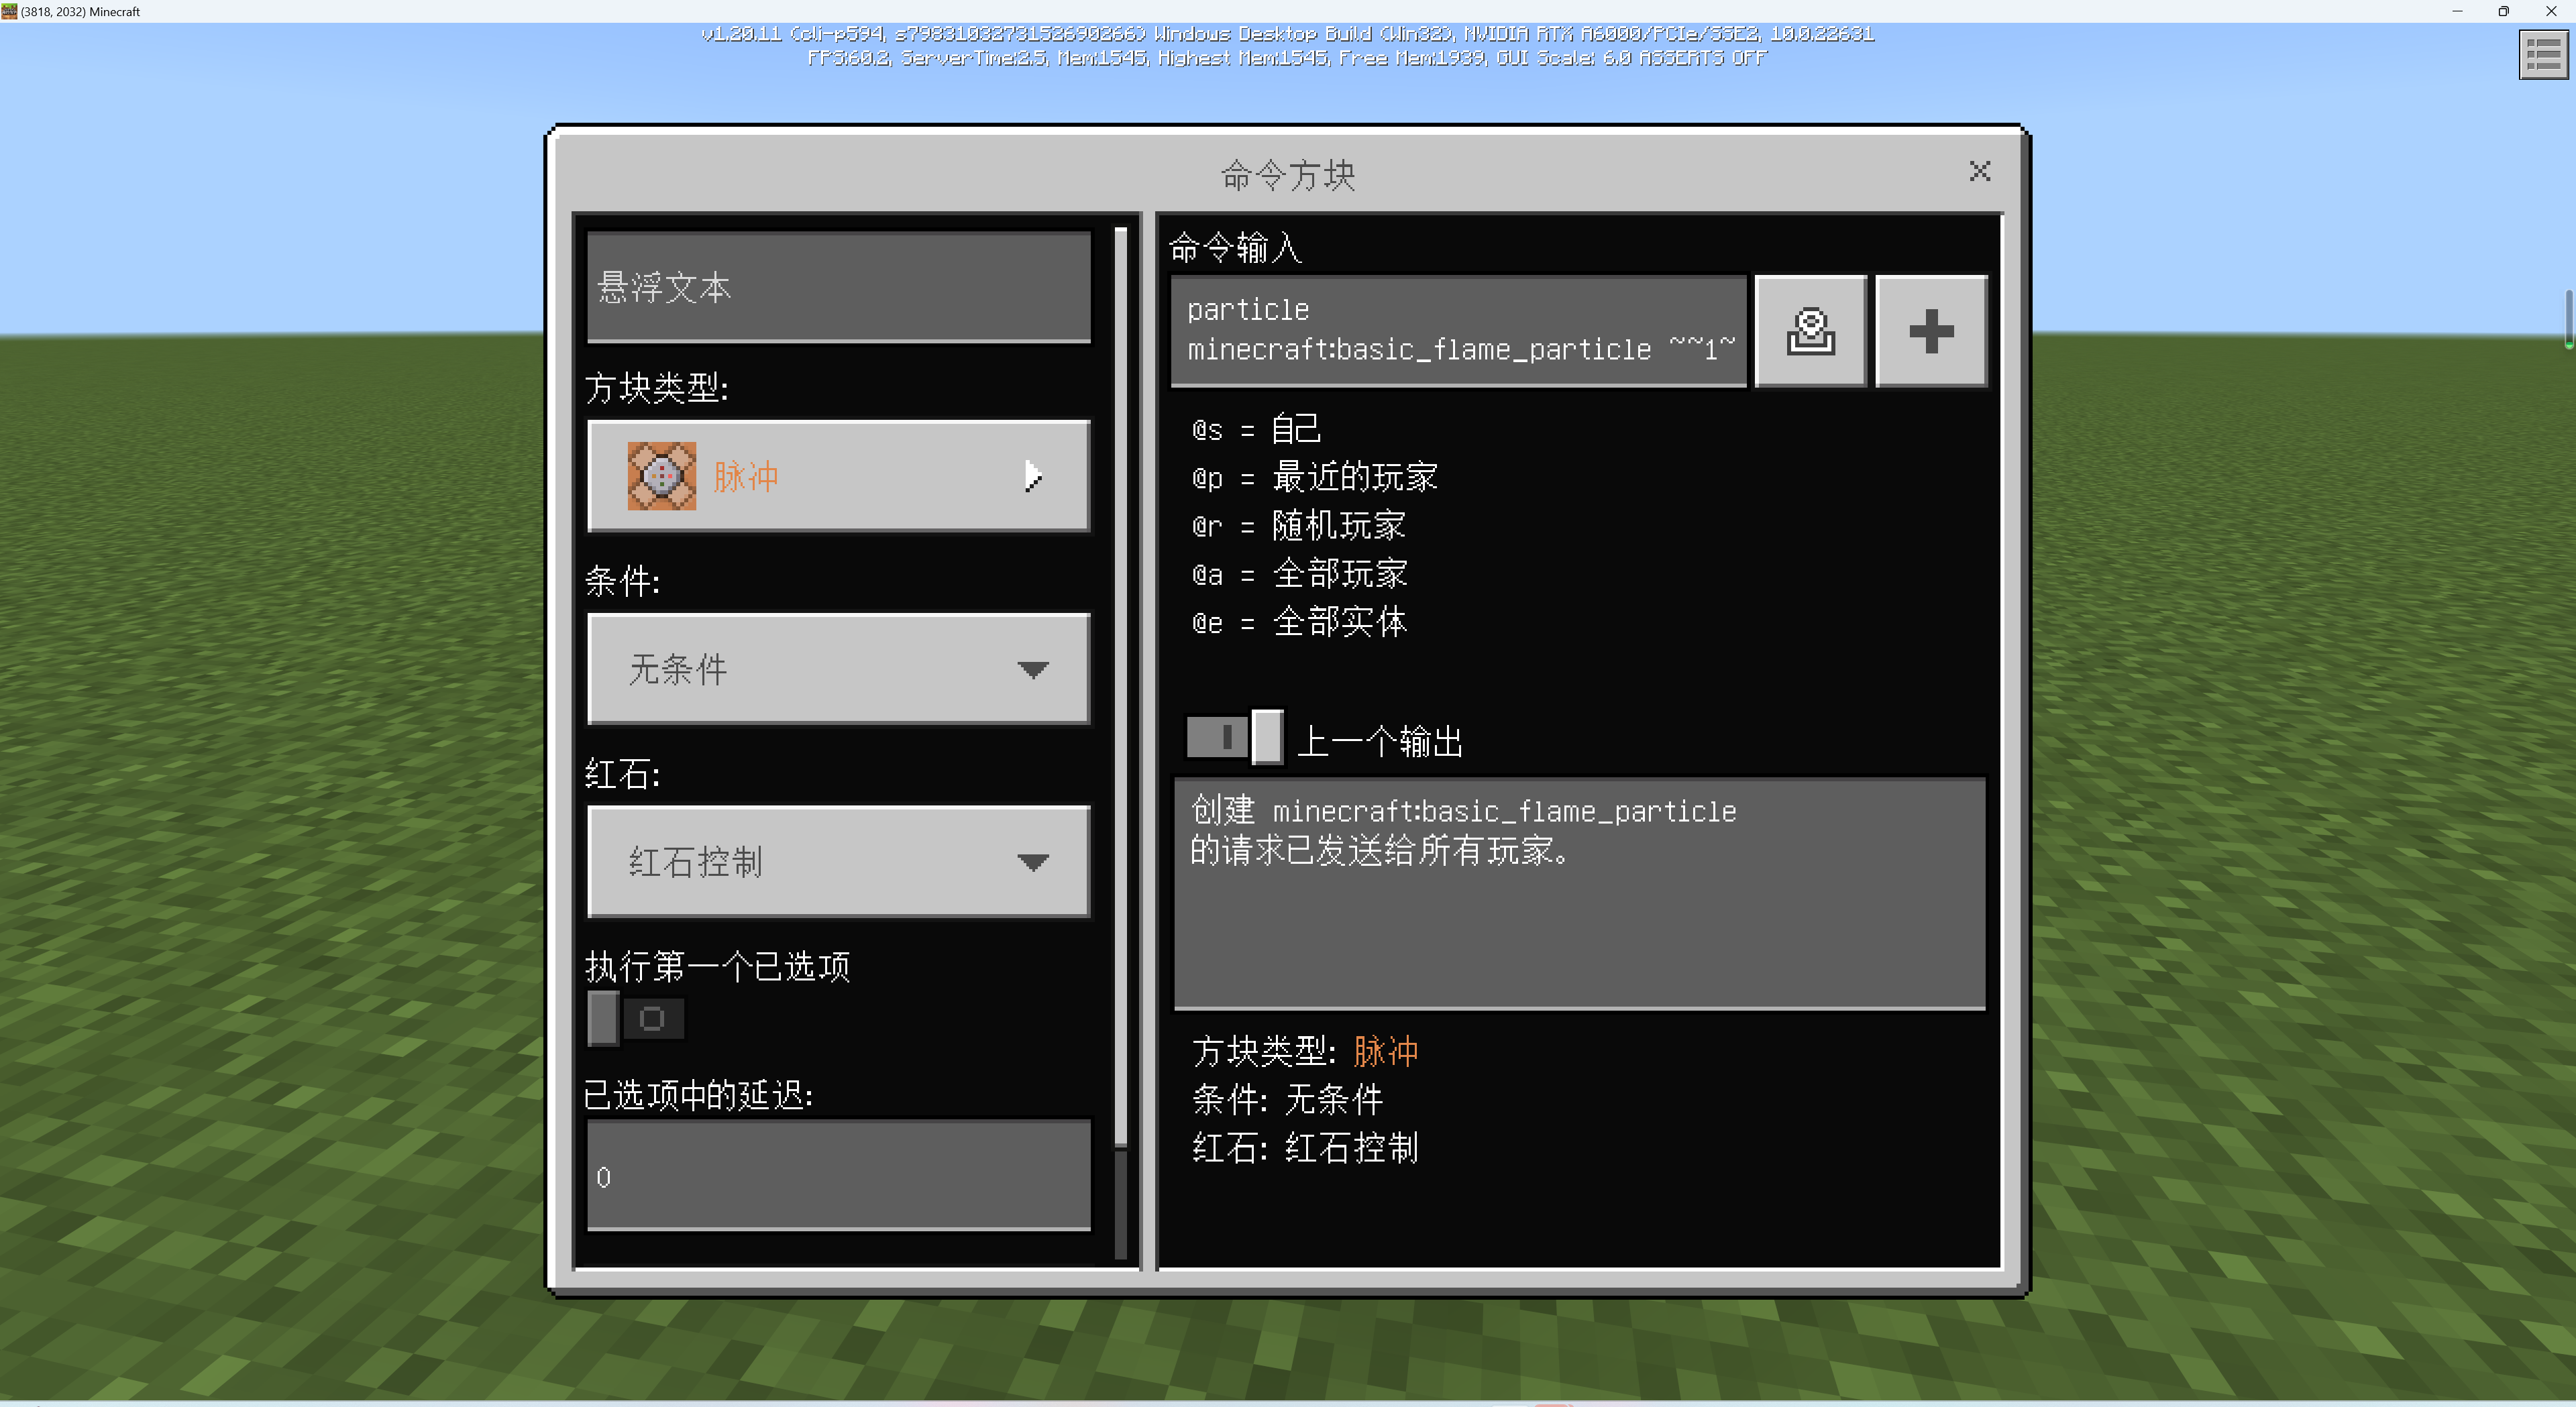 (3818, 2032) Minecraft
v1.20.11 (cli-p594, s79831032731526902​66) Windows Desktop Build (Win32), NVIDIA RTX A6000/PCIe/SSE2, 10.0.22631
FPS:60.2, ServerTime:2.5, Mem:1545, Highest Mem:1545, Free Mem:1939, GUI Scale: 6.0 ASSERTS OFF
命令方块
悬浮文本
方块类型:
脉冲
条件:
无条件
红石:
红石控制
执行第一个已选项
已选项中的延迟:
0
命令输入
particle
minecraft:basic_flame_particle ~~1~
@s = 自己
@p = 最近的玩家
@r = 随机玩家
@a = 全部玩家
@e = 全部实体
上一个输出
创建 minecraft:basic_flame_particle
的请求已发送给所有玩家。
方块类型: 脉冲
条件: 无条件
红石: 红石控制